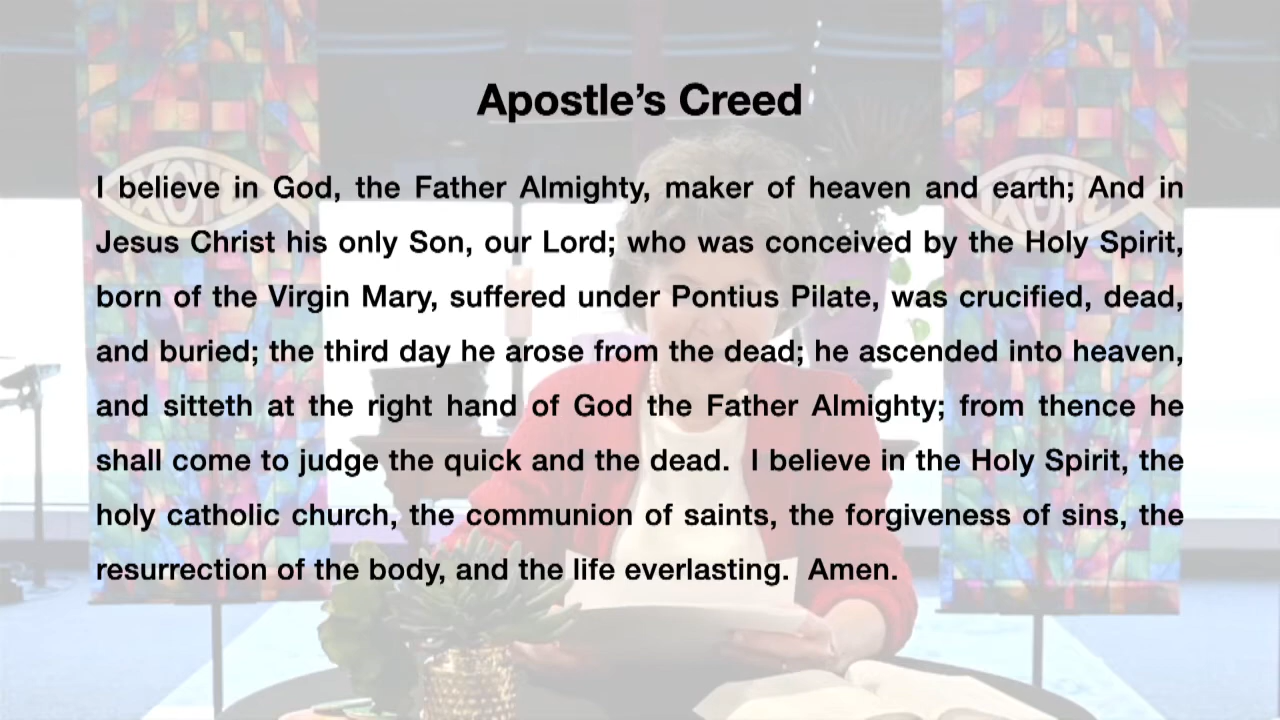 Apostle’s Creed
I believe in God, the Father Almighty, maker of heaven and earth; And in
Jesus Christ his only Son, our Lord; who was conceived by the Holy Spirit,
born of the Virgin Mary, suffered under Pontius Pilate, was crucified, dead,
and buried; the third day he arose from the dead; he ascended into heaven,
and sitteth at the right hand of God the Father Almighty; from thence he
shall come to judge the quick and the dead.  I believe in the Holy Spirit, the
holy catholic church, the communion of saints, the forgiveness of sins, the
resurrection of the body, and the life everlasting.  Amen.